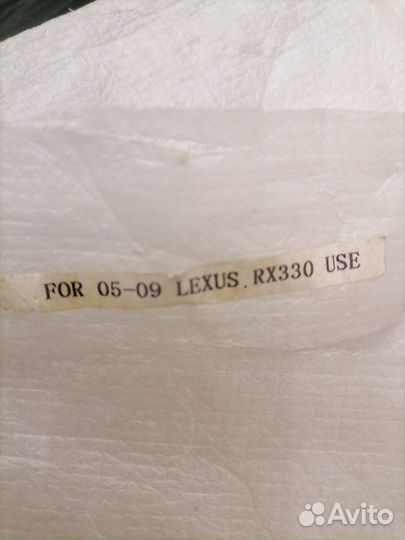 FOR 05-09 LEXUS RX330 USE
Avito